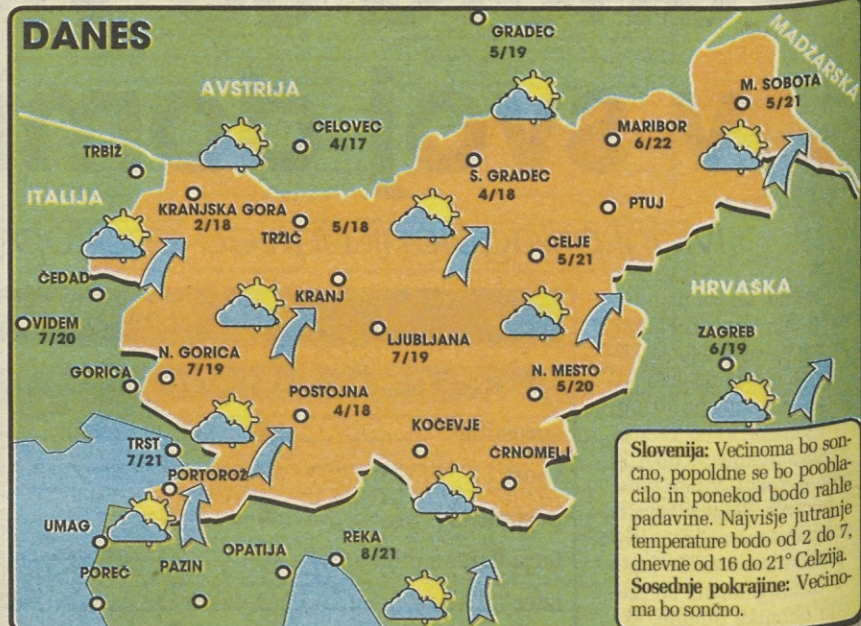 DANES
GRADEC
5/19
MADŽARSKA
AVSTRIJA
M. SOBOTA
5/21
CELOVEC
4/17
MARIBOR
6/22
TRBIŽ
S. GRADEC
4/18
ITALIJA
KRANJSKA GORA
2/18
TRŽIČ
5/18
PTUJ
CELJE
5/21
ČEDAD
KRANJ
HRVAŠKA
VIDEM
7/20
LJUBLJANA
7/19
ZAGREB
6/19
N. GORICA
7/19
GORICA
N. MESTO
5/20
POSTOJNA
4/18
KOČEVJE
TRST
7/21
ČRNOMELJ
PORTOROŽ
UMAG
REKA
8/21
OPATIJA
PAZIN
POREČ
Slovenija: Večinoma bo son-
čno, popoldne se bo poobla-
čilo in ponekod bodo rahle
padavine. Najvišje jutranje
temperature bodo od 2 do 7,
dnevne od 16 do 21° Celzija.
Sosednje pokrajine: Večino-
ma bo sončno.